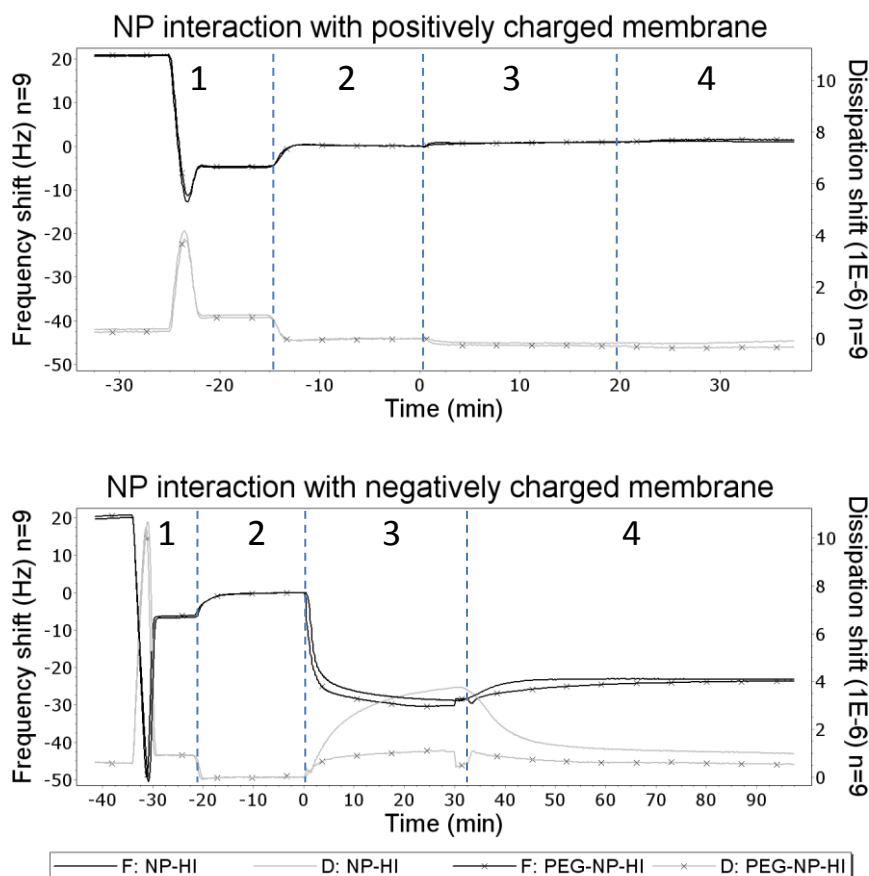 NP interaction with positively charged membrane
Frequency shift (Hz) n=9
Dissipation shift (1E-6) n=9
1 2 3 4
20
10
0
-10
-20
-30
-40
-50
10
8
6
4
2
0
-30 -20 -10 0 10 20 30
Time (min)
NP interaction with negatively charged membrane
Frequency shift (Hz) n=9
Dissipation shift (1E-6) n=9
1 2 3 4
20
10
0
-10
-20
-30
-40
-50
10
8
6
4
2
0
-40 -30 -20 -10 0 10 20 30 40 50 60 70 80 90
Time (min)
F: NP-HI D: NP-HI F: PEG-NP-HI D: PEG-NP-HI